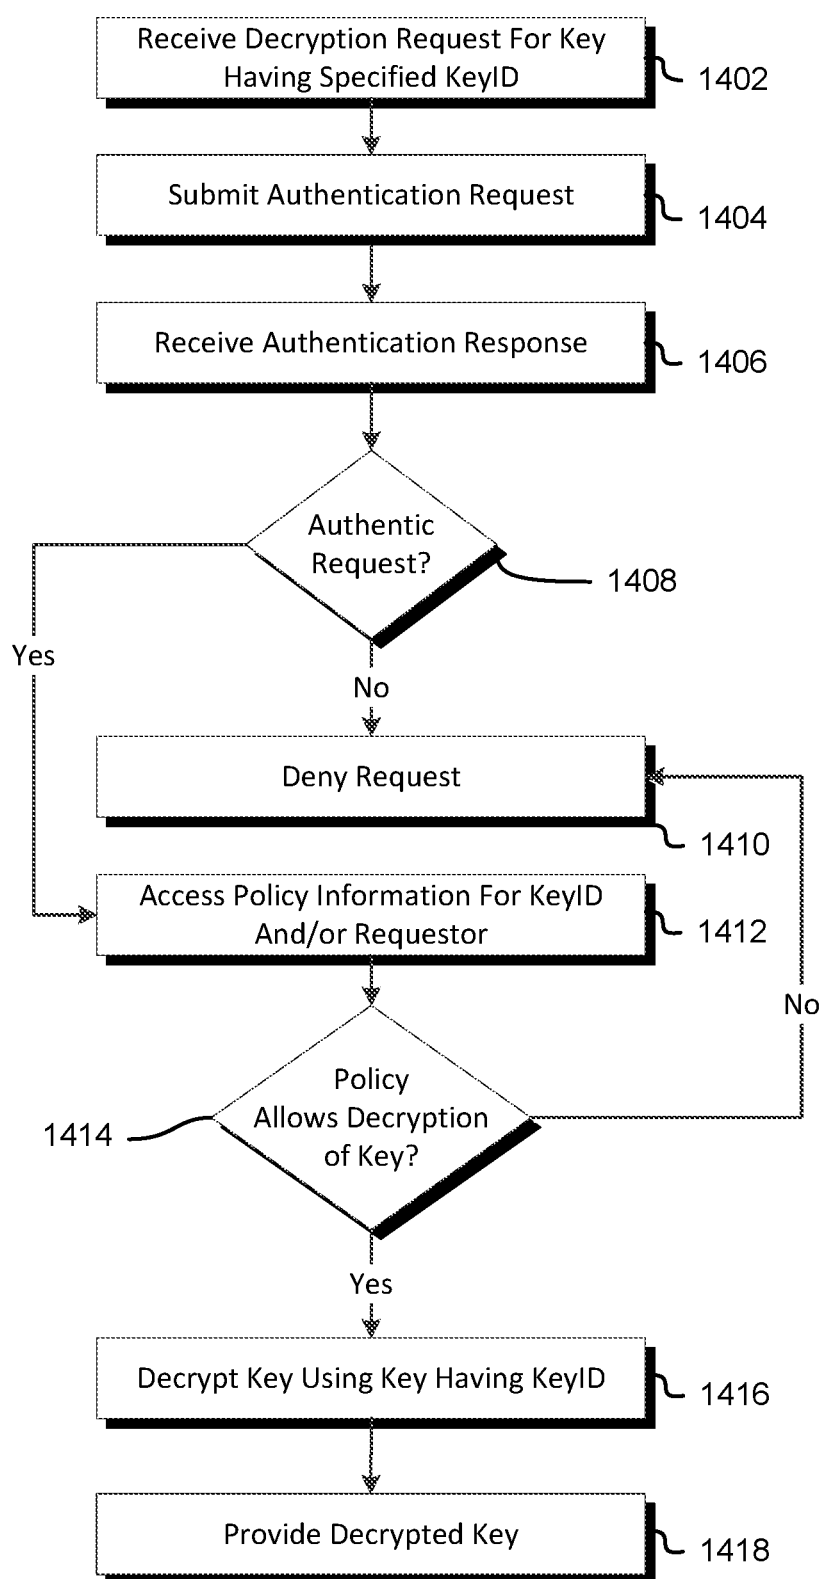 Receive Decryption Request For Key
Having Specified KeyID
1402
Submit Authentication Request
1404
Receive Authentication Response
1406
Authentic
Request?
1408
Yes
No
Deny Request
1410
Access Policy Information For KeyID
And/or Requestor
1412
No
Policy
Allows Decryption
of Key?
1414
Yes
Decrypt Key Using Key Having KeyID
1416
Provide Decrypted Key
1418